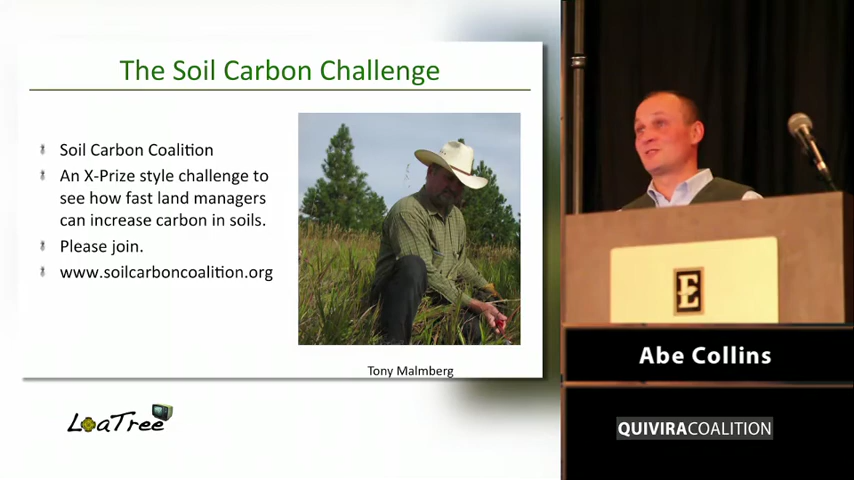 The Soil Carbon Challenge
Soil Carbon Coalition
An X-Prize style challenge to
see how fast land managers
can increase carbon in soils.
Please join.
www.soilcarboncoalition.org
Tony Malmberg
LoaTree
E
Abe Collins
QUIVIRACOALITION